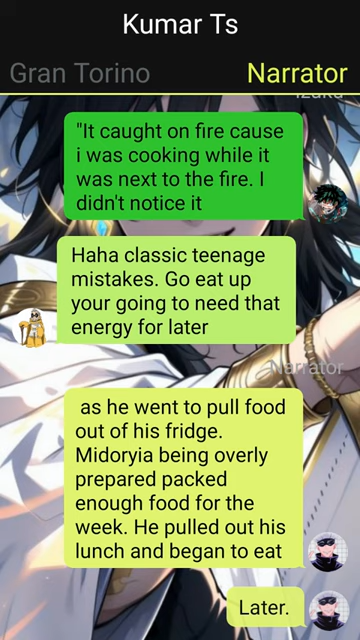 Kumar Ts
Gran Torino
Narrator
Izuku
"It caught on fire cause
i was cooking while it
was next to the fire. I
didn't notice it
Haha classic teenage
mistakes. Go eat up
your going to need that
energy for later
Narrator
as he went to pull food
out of his fridge.
Midoryia being overly
prepared packed
enough food for the
week. He pulled out his
lunch and began to eat
Later.